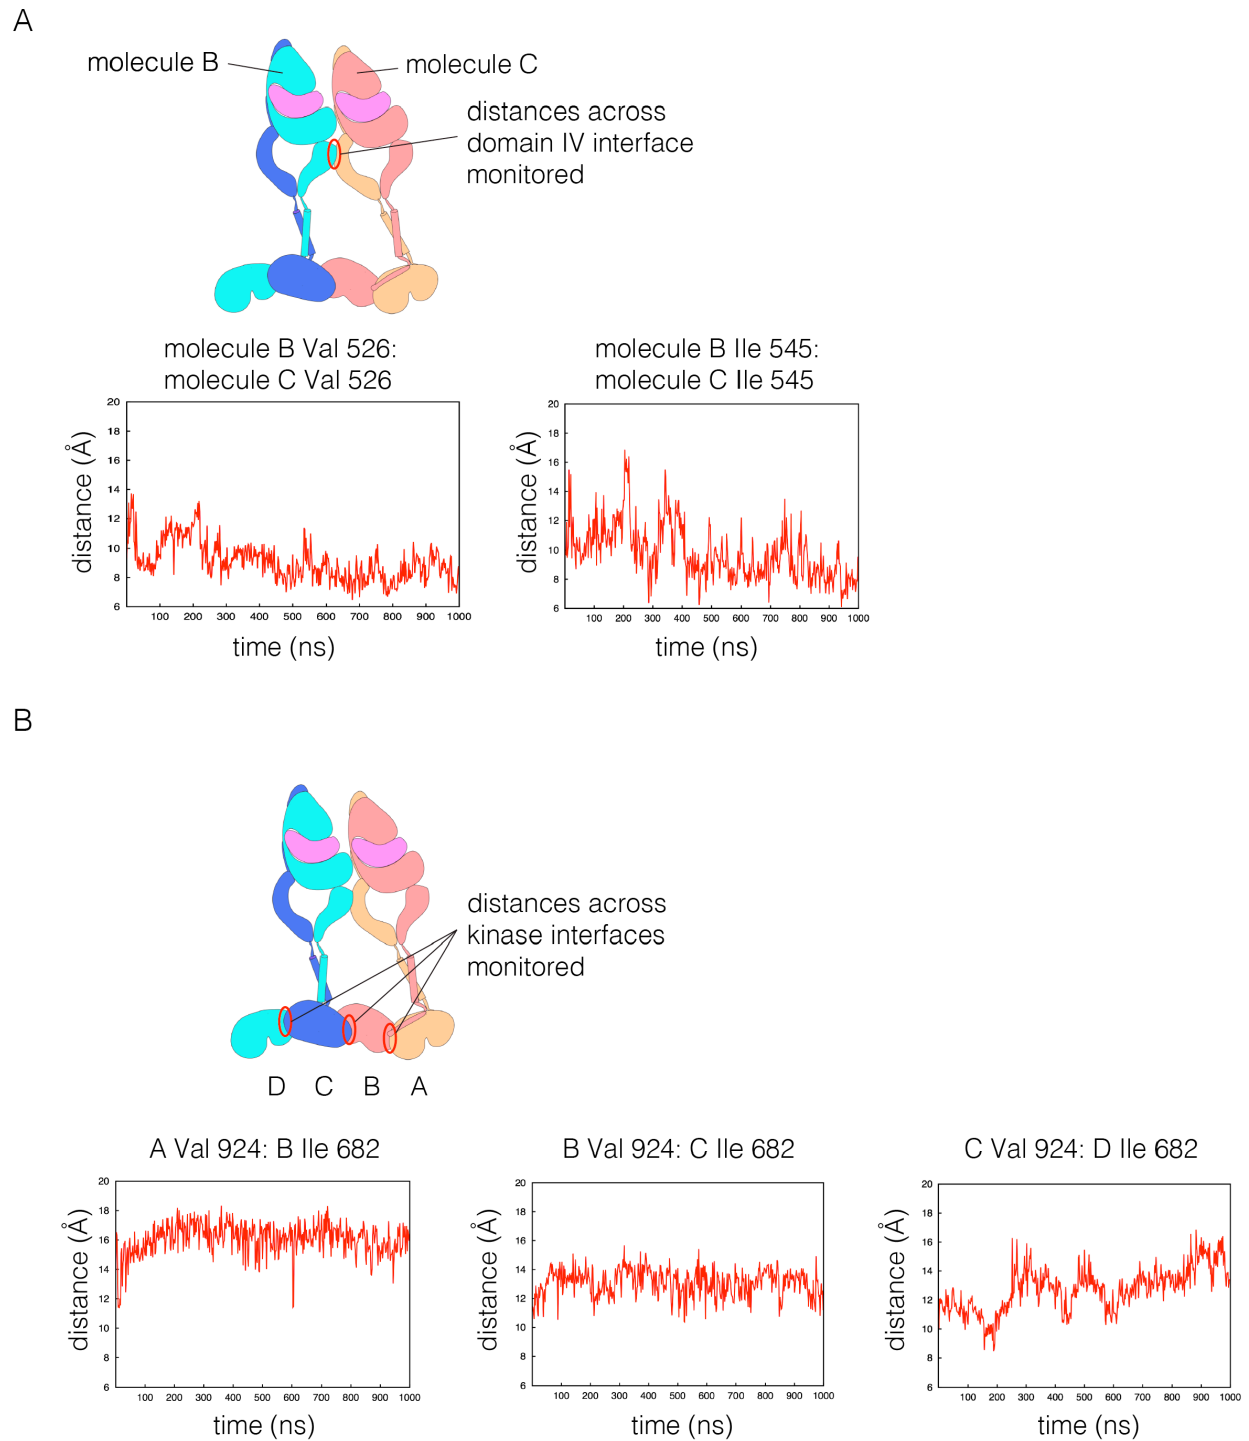 A
molecule B
molecule C
distances across
domain IV interface
monitored
molecule B Val 526:
molecule C Val 526
distance (Å)
20
18
16
14
12
10
8
6
100 200 300 400 500 600 700 800 900 1000
time (ns)
molecule B Ile 545:
molecule C Ile 545
distance (Å)
20
18
16
14
12
10
8
6
100 200 300 400 500 600 700 800 900 1000
time (ns)
B
distances across
kinase interfaces
monitored
D C B A
A Val 924: B Ile 682
distance (Å)
20
18
16
14
12
10
8
6
100 200 300 400 500 600 700 800 900 1000
time (ns)
B Val 924: C Ile 682
distance (Å)
20
18
16
14
12
10
8
6
100 200 300 400 500 600 700 800 900 1000
time (ns)
C Val 924: D Ile 682
distance (Å)
20
18
16
14
12
10
8
6
100 200 300 400 500 600 700 800 900 1000
time (ns)